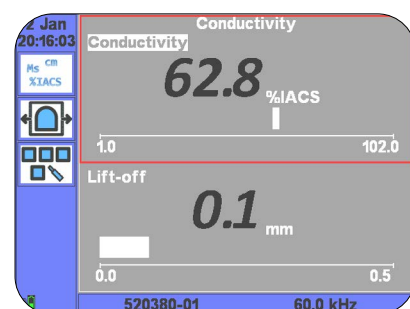 2 Jan
20:16:03
Ms cm
%IACS
Conductivity
Conductivity
62.8 %IACS
1.0 102.0
Lift-off
0.1 mm
0.0 0.5
520380-01 60.0 kHz